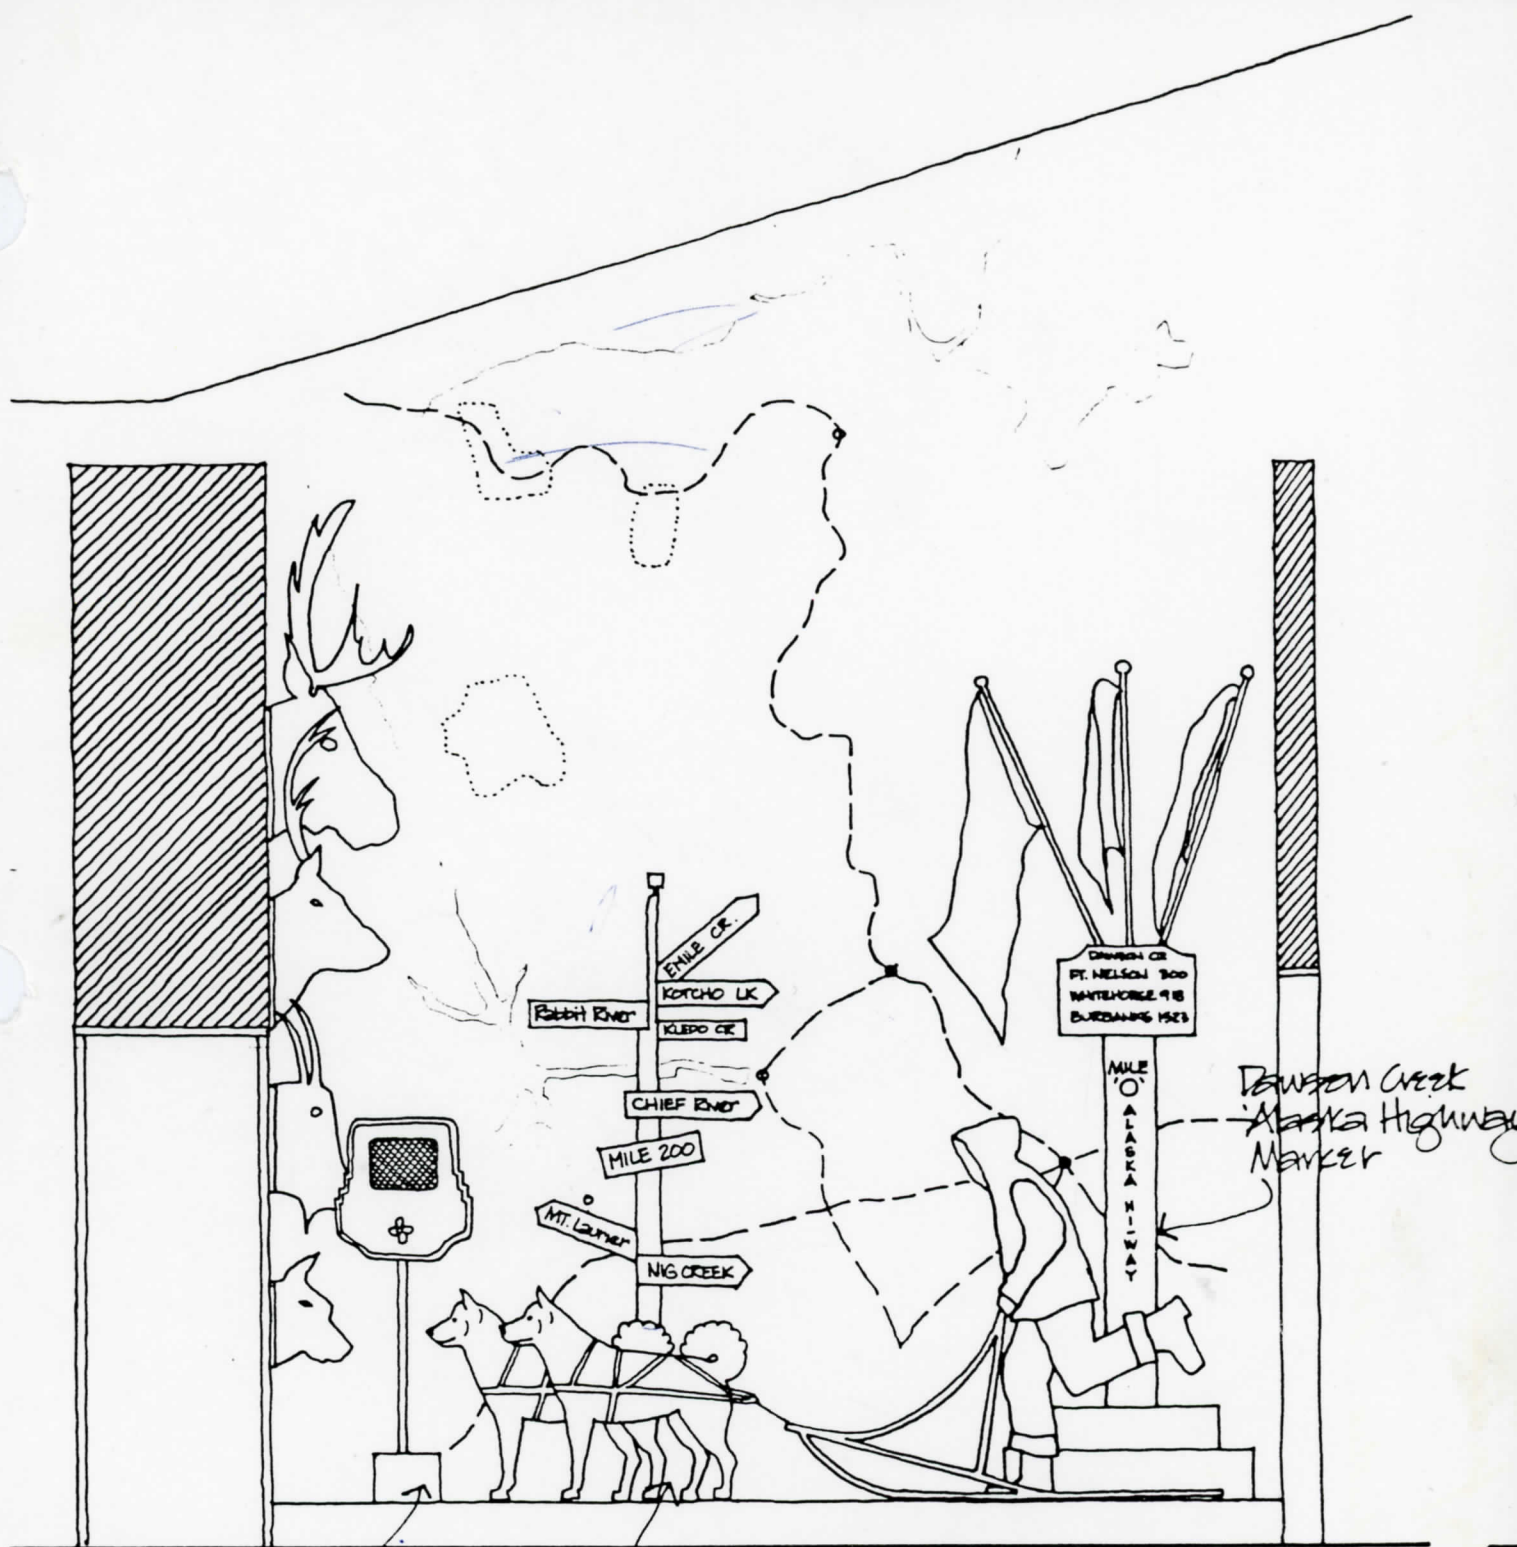 EMILE CR.
KOTCHO LK
Rabbit River
KLEDO CR
CHIEF River
MILE 200
MT. Laurier
NIG CREEK
DAWSON CR
FT. NELSON 300
WHITEHORSE 918
BURBANKS 1523
MILE
'O'
ALASKA HI-WAY
Dawson Creek
'Alaska Highway
Marker